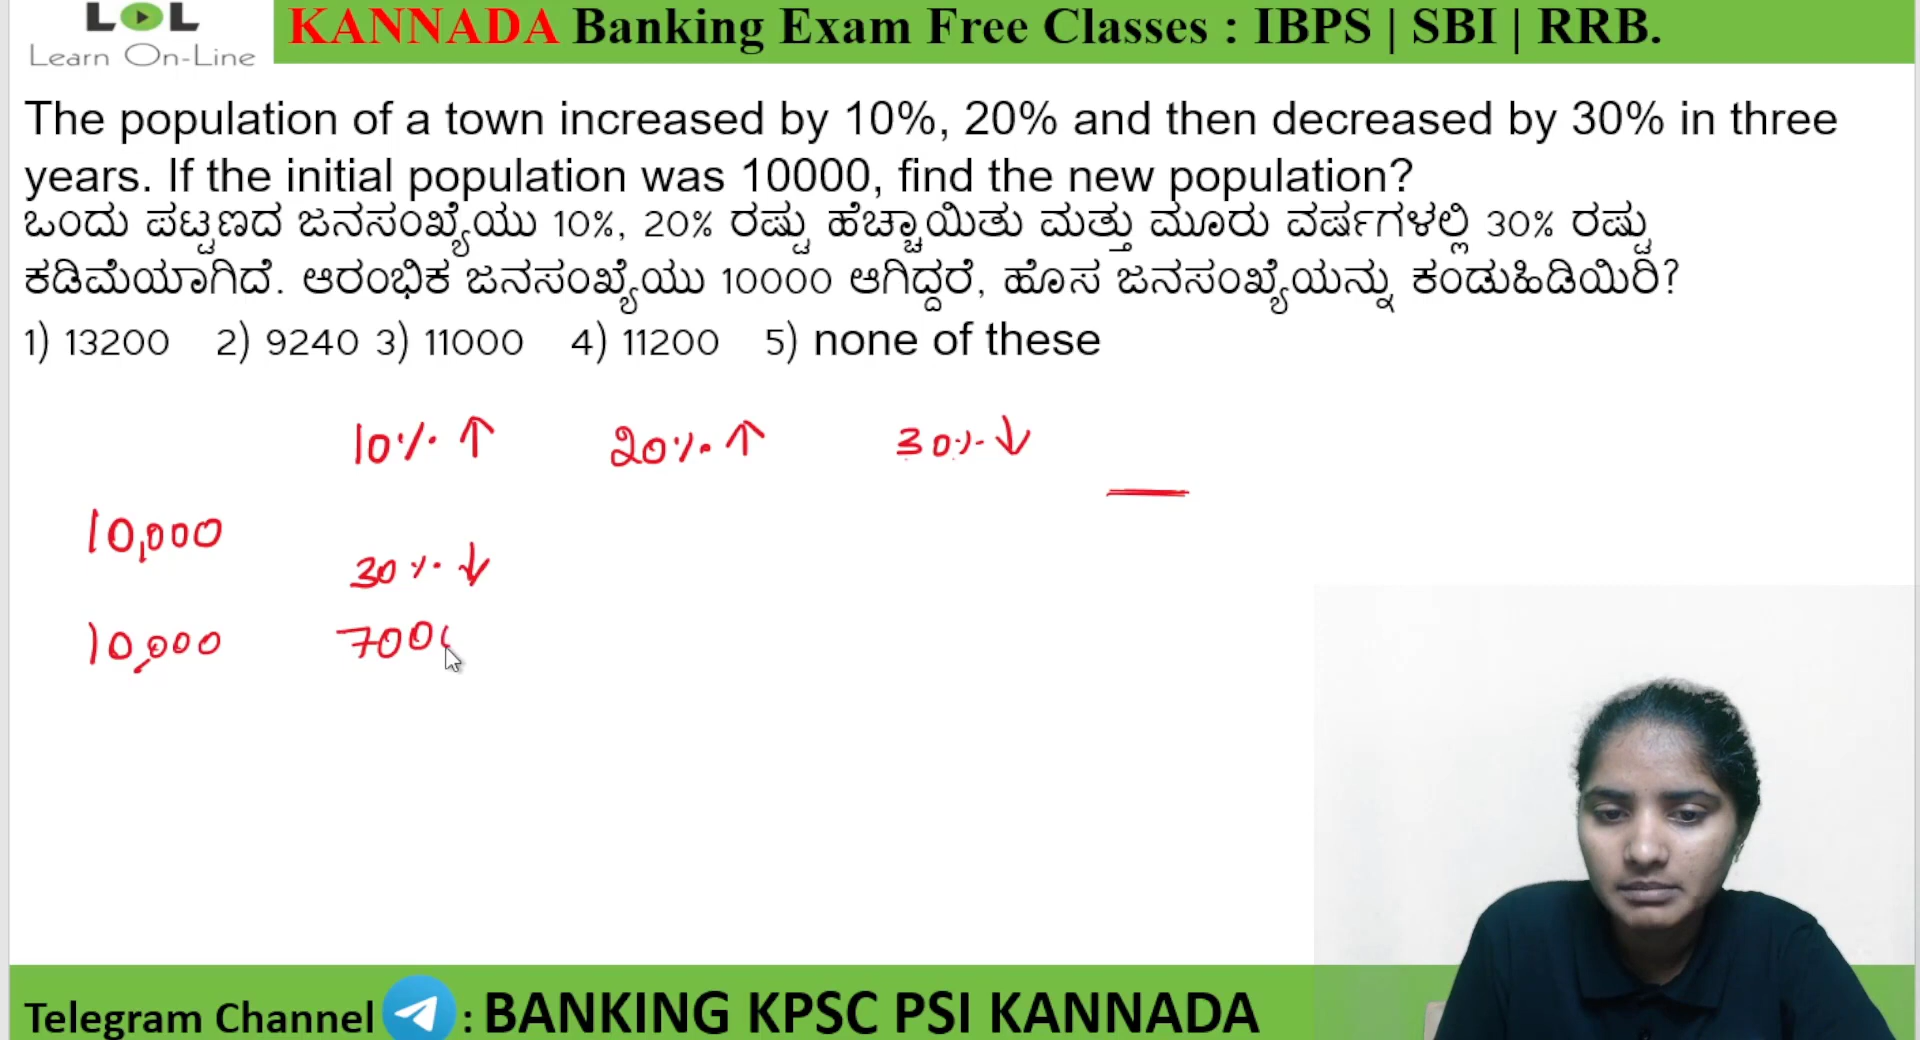 LOL
Learn On-Line
KANNADA Banking Exam Free Classes : IBPS | SBI | RRB.
The population of a town increased by 10%, 20% and then decreased by 30% in three
years. If the initial population was 10000, find the new population?
ಒಂದು ಪಟ್ಟಣದ ಜನಸಂಖ್ಯೆಯು 10%, 20% ರಷ್ಟು ಹೆಚ್ಚಾಯಿತು ಮತ್ತು ಮೂರು ವರ್ಷಗಳಲ್ಲಿ 30% ರಷ್ಟು
ಕಡಿಮೆಯಾಗಿದೆ. ಆರಂಭಿಕ ಜನಸಂಖ್ಯೆಯು 10000 ಆಗಿದ್ದರೆ, ಹೊಸ ಜನಸಂಖ್ಯೆಯನ್ನು ಕಂಡುಹಿಡಿಯಿರಿ?
1) 13200 2) 9240 3) 11000 4) 11200 5) none of these
10% ↑ 20% ↑ 30% ↓
10,000
30% ↓
10,000 700
Telegram Channel : BANKING KPSC PSI KANNADA